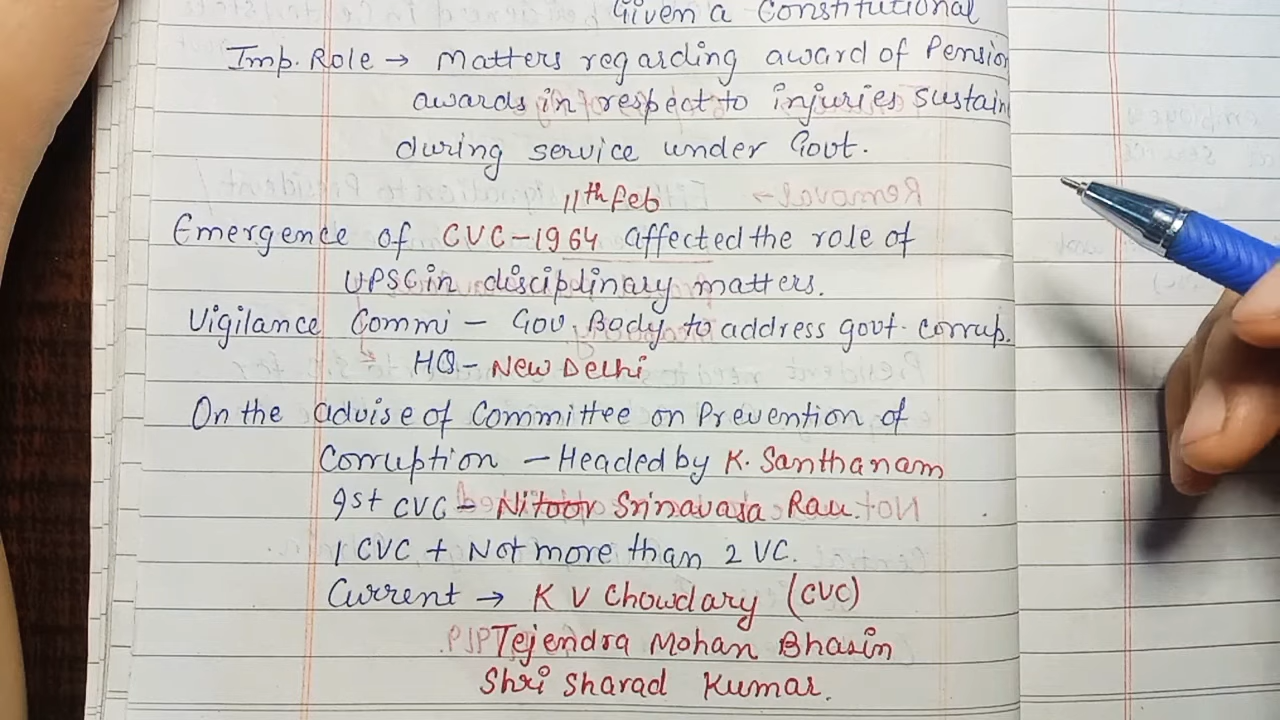 Given a Constitutional
Imp. Role → Matters regarding award of Pension
awards in respect to injuries sustain
during service under Govt.
11th Feb
Emergence of CVC-1964 affected the role of
UPSC in disciplinary matters.
Vigilance Commi - Gov. Body to address govt. corrup.
HQ - New Delhi
On the advise of Committee on Prevention of
Corruption - Headed by K. Santhanam
1st CVC - Nitoor Srinavasa Rau.
1 CVC + Not more than 2 VC.
Current → K V Chowdary (CVC)
Tejendra Mohan Bhasin
Shri Sharad Kumar.